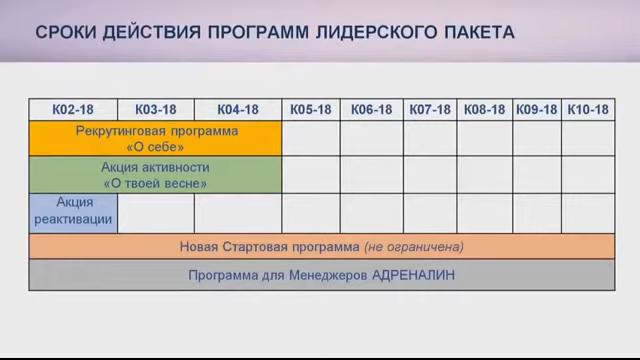 СРОКИ ДЕЙСТВИЯ ПРОГРАММ ЛИДЕРСКОГО ПАКЕТА
К02-18 К03-18 К04-18 К05-18 К06-18 К07-18 К08-18 К09-18 К10-18
Рекрутинговая программа
«О себе»
Акция активности
«О твоей весне»
Акция
реактивации
Новая Стартовая программа (не ограничена)
Программа для Менеджеров АДРЕНАЛИН